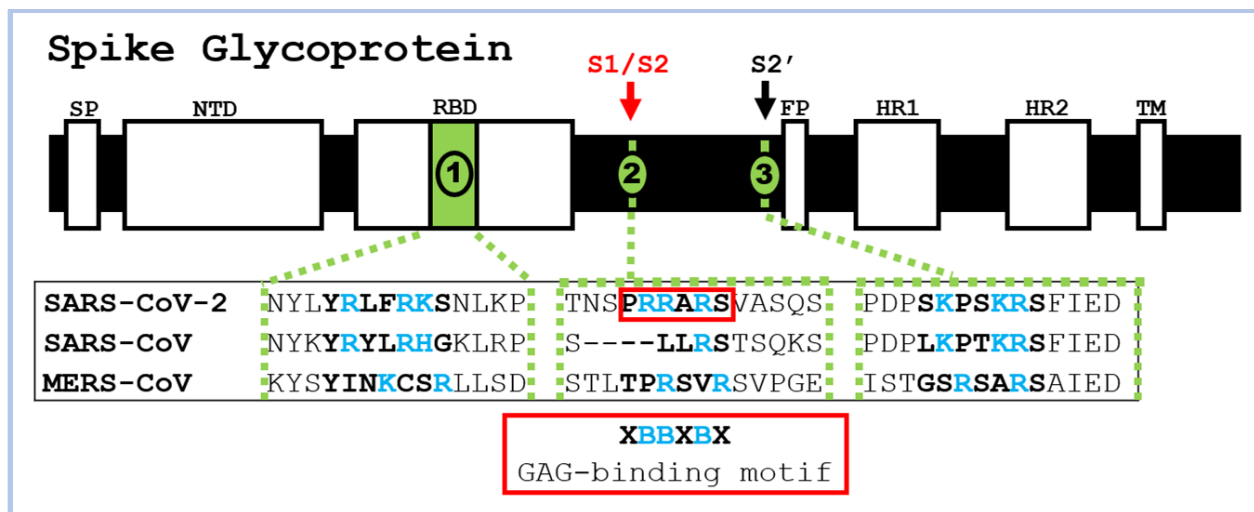 Spike Glycoprotein
S1/S2 S2’
SP NTD RBD FP HR1 HR2 TM
1 2 3
SARS-CoV-2 NYLYRLFRKSNLKP TNSPRRARSVASQS PDPSKPSKRSFIED
SARS-CoV NYKYRYLRHGKLRP S----LLRSTSQKS PDPLKPTKRSFIED
MERS-CoV KYSYINKCSRLLSD STLTPRSVRSVPGE ISTGSRSARSAIED
XBBXBX
GAG-binding motif